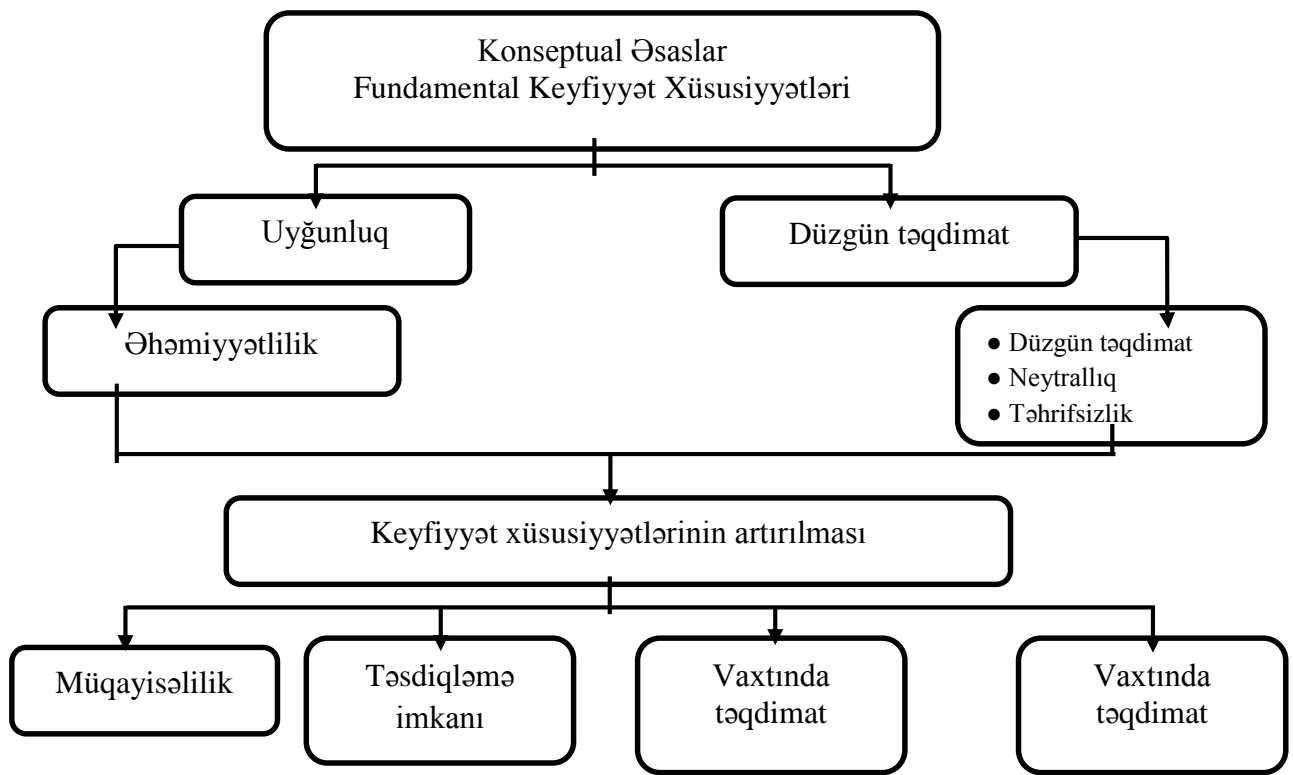 Konseptual Əsaslar
Fundamental Keyfiyyət Xüsusiyyətləri
Uyğunluq
Düzgün təqdimat
Əhəmiyyətlilik
● Düzgün təqdimat
● Neytrallıq
● Təhrifsizlik
Keyfiyyət xüsusiyyətlərinin artırılması
Müqayisəlilik
Təsdiqləmə
imkanı
Vaxtında
təqdimat
Vaxtında
təqdimat